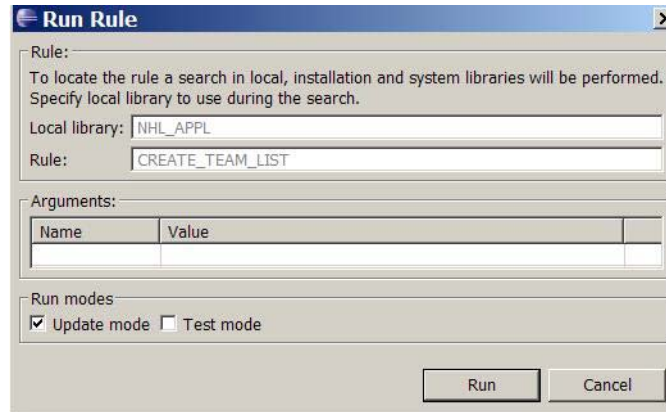 Run Rule
Rule:
To locate the rule a search in local, installation and system libraries will be performed.
Specify local library to use during the search.
Local library: NHL_APPL
Rule: CREATE_TEAM_LIST
Arguments:
Name Value
Run modes
Update mode Test mode
Run Cancel